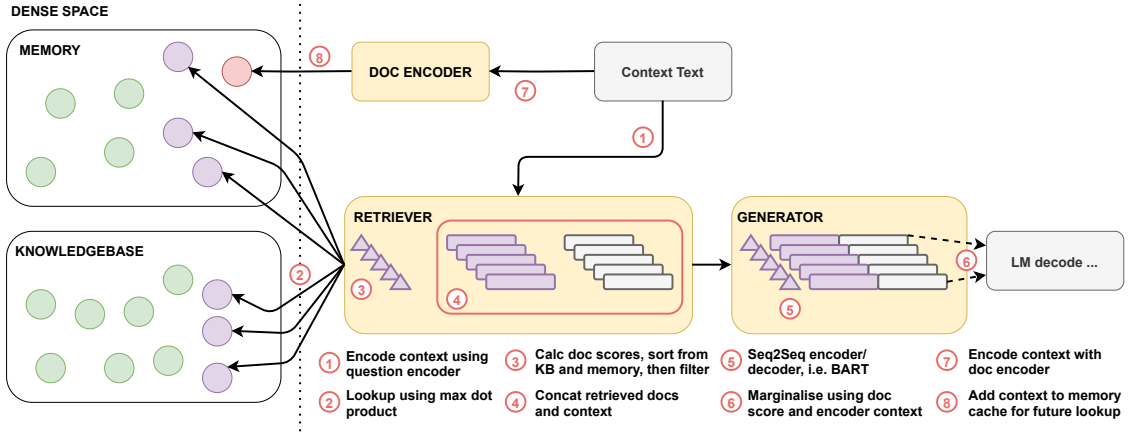 DENSE SPACE
MEMORY
8
DOC ENCODER
7
Context Text
1
KNOWLEDGEBASE
2
RETRIEVER
3
4
GENERATOR
5
6
LM decode ...
1 Encode context using
question encoder
2 Lookup using max dot
product
3 Calc doc scores, sort from
KB and memory, then filter
4 Concat retrieved docs
and context
5 Seq2Seq encoder/
decoder, i.e. BART
6 Marginalise using doc
score and encoder context
7 Encode context with
doc encoder
8 Add context to memory
cache for future lookup